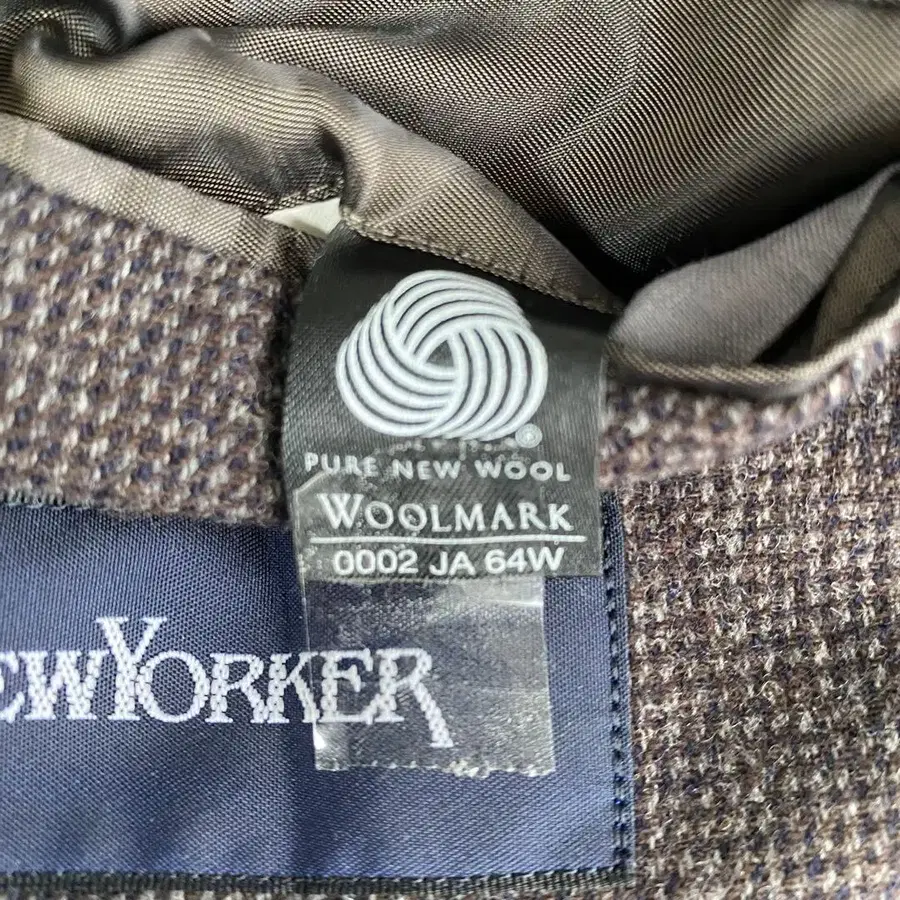 ®
PURE NEW WOOL
WOOLMARK
0002 JA 64W
EWYORKER